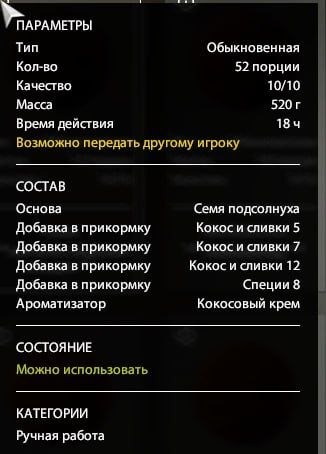 ПАРАМЕТРЫ
Тип Обыкновенная
Кол-во 52 порции
Качество 10/10
Масса 520 г
Время действия 18 ч
Возможно передать другому игроку
СОСТАВ
Основа Семя подсолнуха
Добавка в прикормку Кокос и сливки 5
Добавка в прикормку Кокос и сливки 7
Добавка в прикормку Кокос и сливки 12
Добавка в прикормку Специи 8
Ароматизатор Кокосовый крем
СОСТОЯНИЕ
Можно использовать
КАТЕГОРИИ
Ручная работа